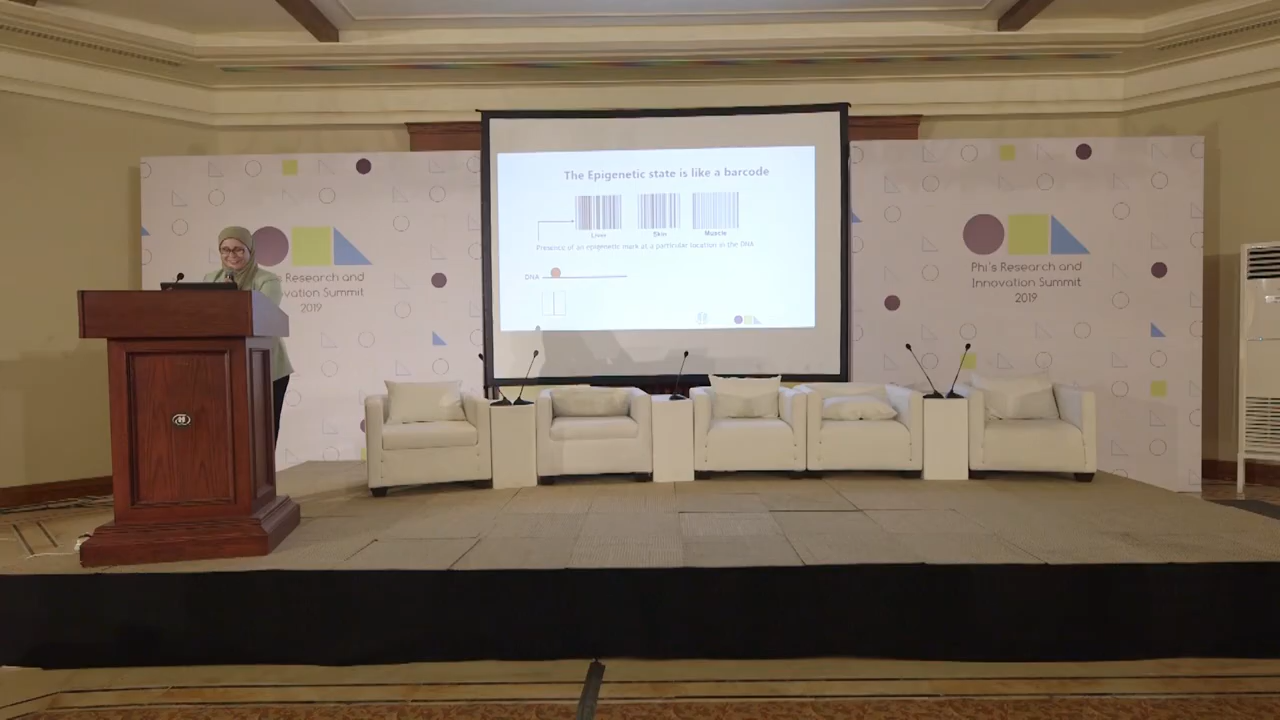 The Epigenetic state is like a barcode
Liver
Skin
Muscle
Presence of an epigenetic mark at a particular location in the DNA
DNA
Research and
Innovation Summit
2019
Phi's Research and
Innovation Summit
2019